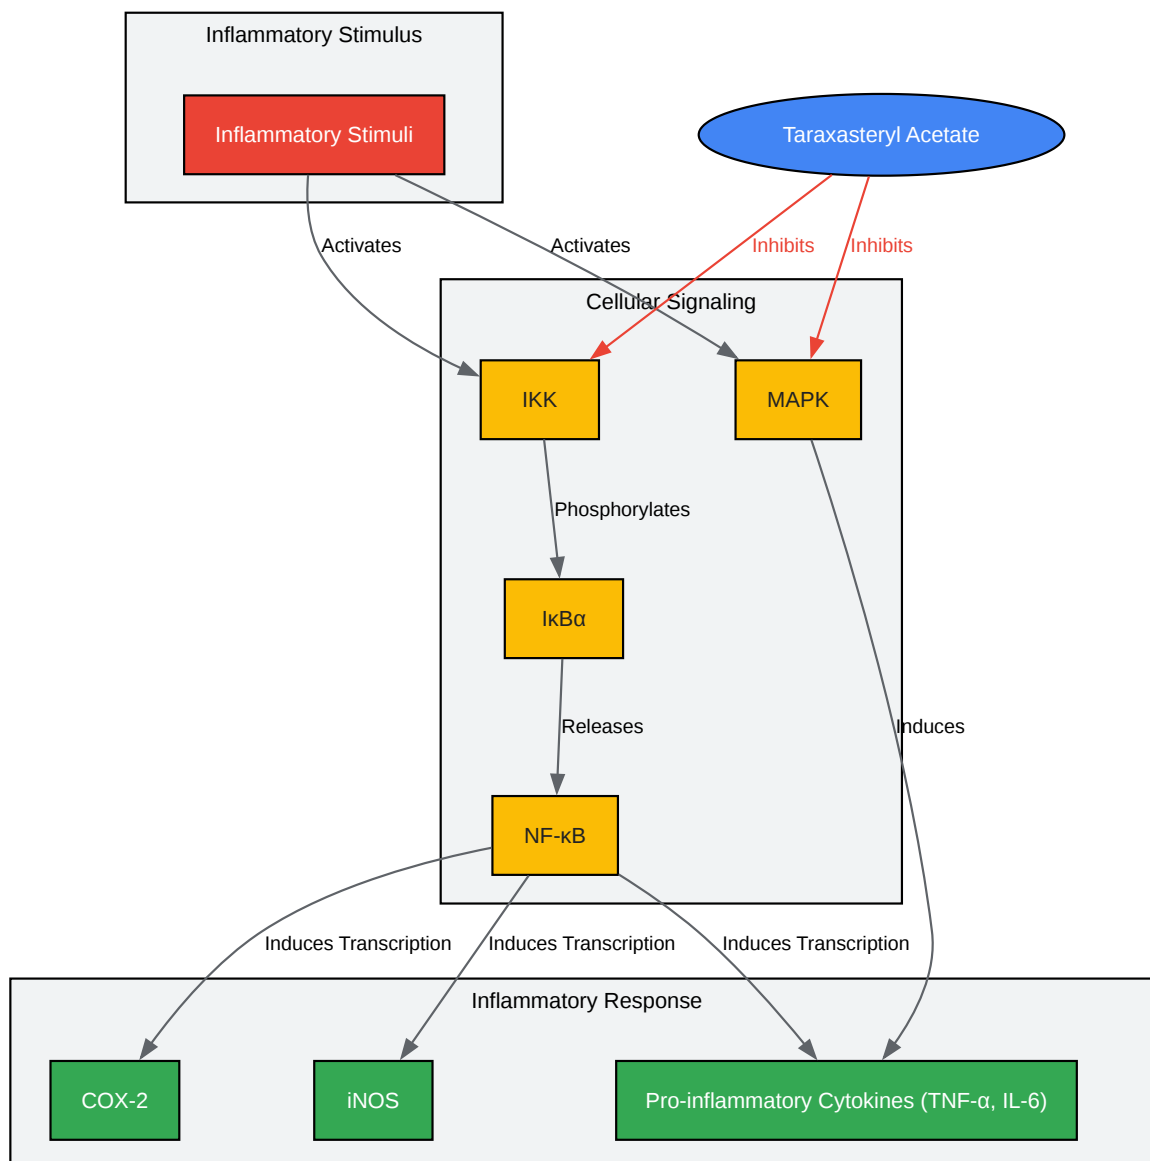 Inflammatory Stimulus
Inflammatory Stimuli
Taraxasteryl Acetate
Activates
Activates
Inhibits
Inhibits
Cellular Signaling
IKK
MAPK
Phosphorylates
IκBα
Releases
Induces
NF-κB
Induces Transcription
Induces Transcription
Induces Transcription
Inflammatory Response
COX-2
iNOS
Pro-inflammatory Cytokines (TNF-α, IL-6)